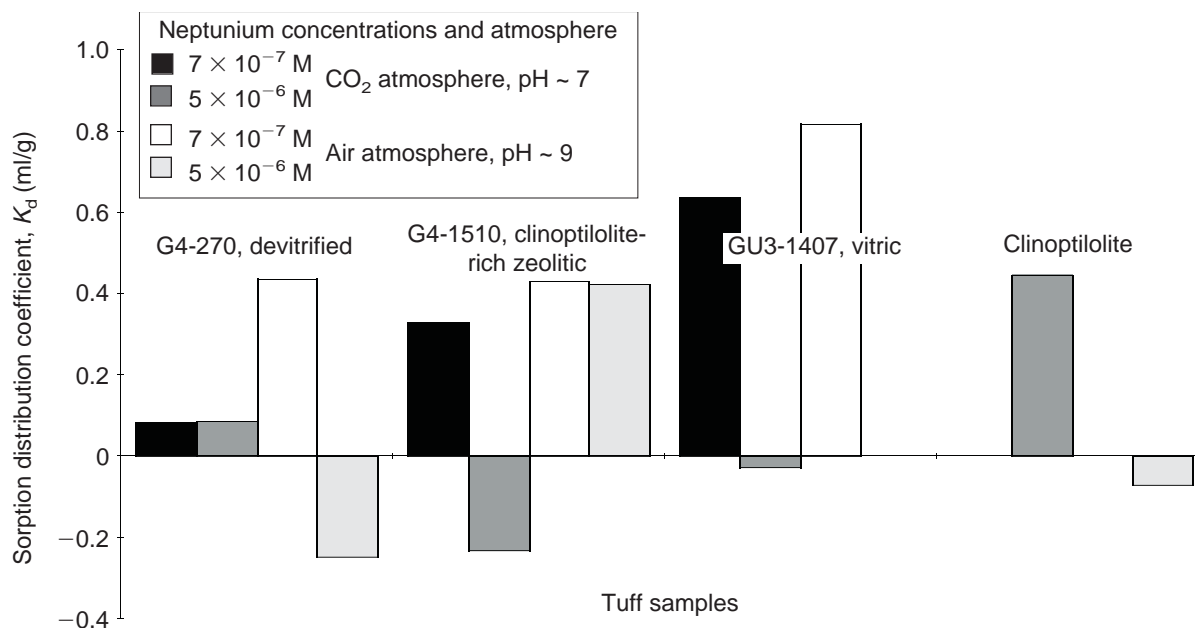 Neptunium concentrations and atmosphere
7 × 10⁻⁷ M
CO₂ atmosphere, pH ~ 7
5 × 10⁻⁶ M
7 × 10⁻⁷ M
Air atmosphere, pH ~ 9
5 × 10⁻⁶ M
Sorption distribution coefficient, K_d (ml/g)
1.0
0.8
0.6
0.4
0.2
0
−0.2
−0.4
G4-270, devitrified
G4-1510, clinoptilolite-
rich zeolitic
GU3-1407, vitric
Clinoptilolite
Tuff samples